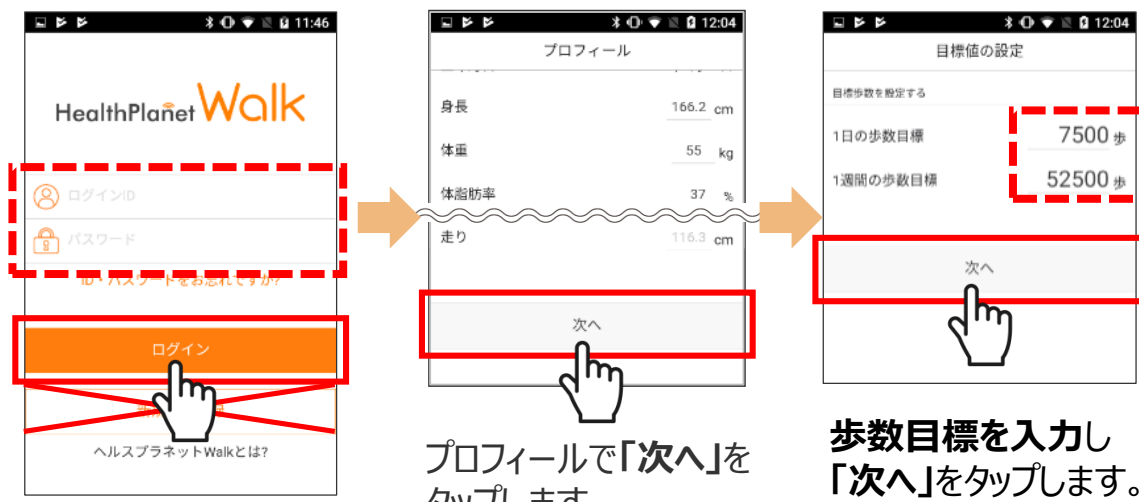 11:46
HealthPlanet Walk
ログインID
パスワード
ID・パスワードをお忘れですか?
ログイン
ヘルスプラネットWalkとは?
12:04
プロフィール
身長 166.2 cm
体重 55 kg
体脂肪率 37 %
走り 116.3 cm
次へ
プロフィールで「次へ」を
タップします
12:04
目標値の設定
目標歩数を設定する
1日の歩数目標 7500 歩
1週間の歩数目標 52500 歩
次へ
歩数目標を入力し
「次へ」をタップします。